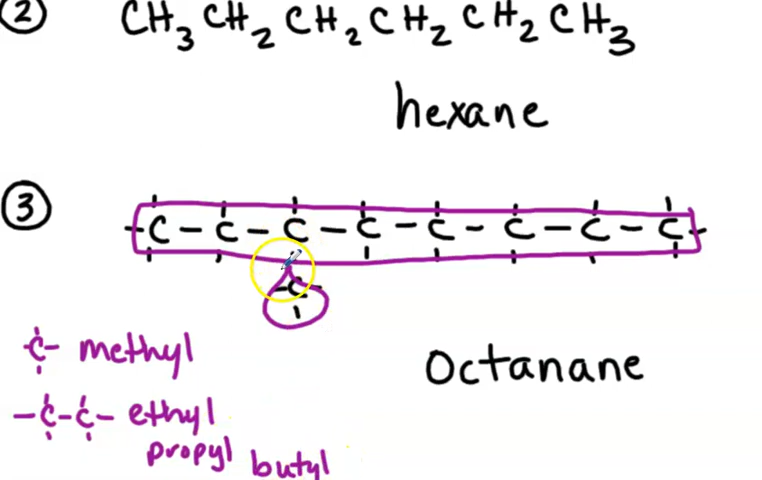 ② CH₃CH₂CH₂CH₂CH₂CH₃
hexane
③ -C-C-C-C-C-C-C-C-
-C-
-C- methyl
Octanane
-C-C- ethyl
propyl butyl